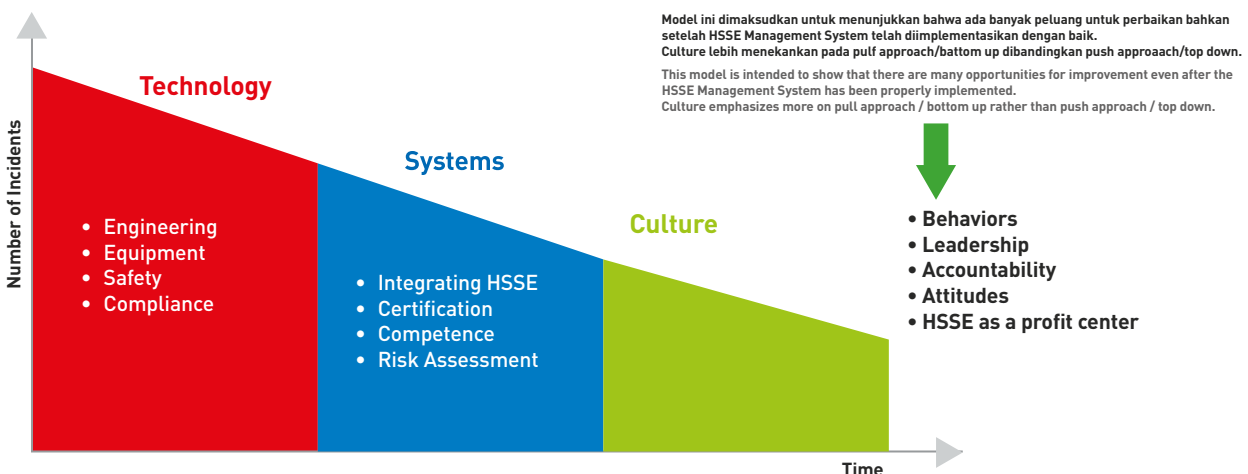 Model ini dimaksudkan untuk menunjukkan bahwa ada banyak peluang untuk perbaikan bahkan
setelah HSSE Management System telah diimplementasikan dengan baik.
Culture lebih menekankan pada pulf approach/battom up dibandingkan push approaach/top down.
This model is intended to show that there are many opportunities for improvement even after the
HSSE Management System has been properly implemented.
Culture emphasizes more on pull approach / bottom up rather than push approach / top down.
Number of Incidents
Technology
• Engineering
• Equipment
• Safety
• Compliance
Systems
• Integrating HSSE
• Certification
• Competence
• Risk Assessment
Culture
• Behaviors
• Leadership
• Accountability
• Attitudes
• HSSE as a profit center
Time